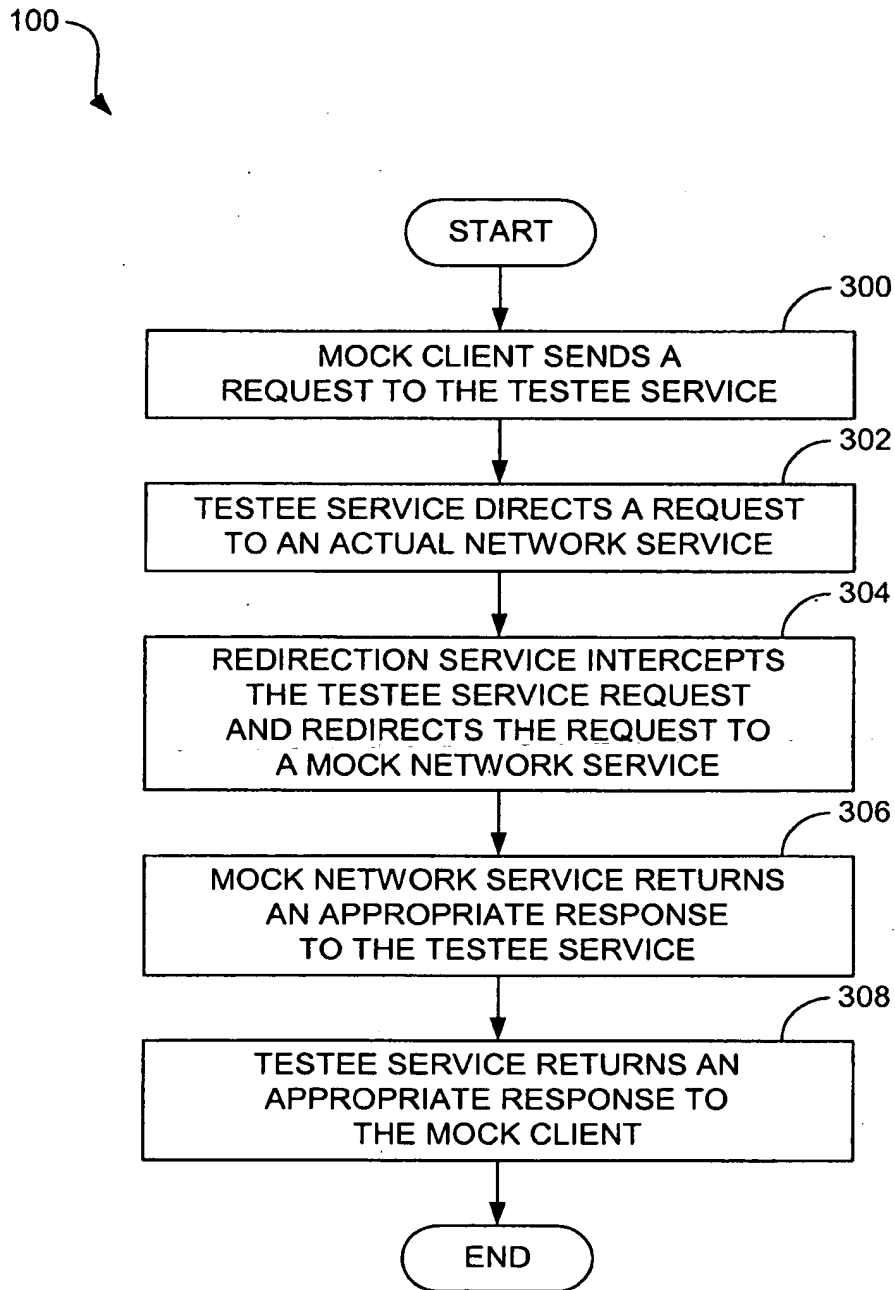 100
START
300
MOCK CLIENT SENDS A
REQUEST TO THE TESTEE SERVICE
302
TESTEE SERVICE DIRECTS A REQUEST
TO AN ACTUAL NETWORK SERVICE
304
REDIRECTION SERVICE INTERCEPTS
THE TESTEE SERVICE REQUEST
AND REDIRECTS THE REQUEST TO
A MOCK NETWORK SERVICE
306
MOCK NETWORK SERVICE RETURNS
AN APPROPRIATE RESPONSE
TO THE TESTEE SERVICE
308
TESTEE SERVICE RETURNS AN
APPROPRIATE RESPONSE TO
THE MOCK CLIENT
END